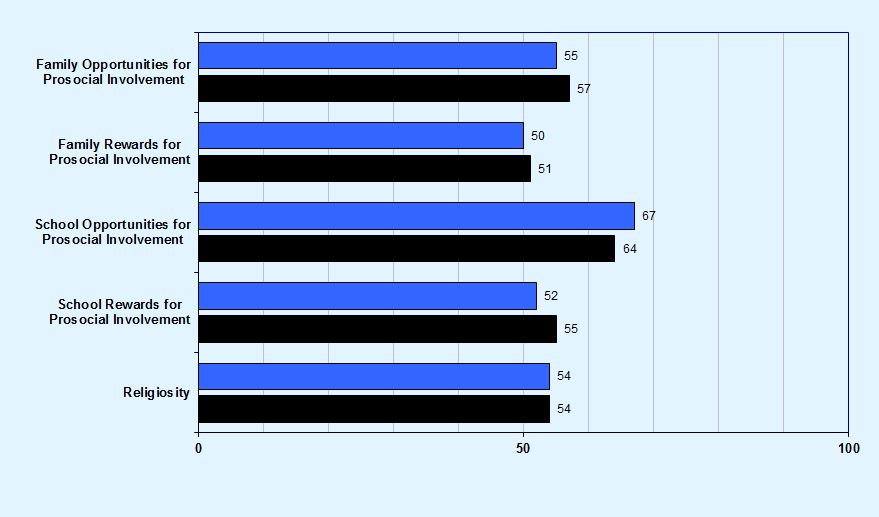 Family Opportunities for
Prosocial Involvement
55
57
Family Rewards for
Prosocial Involvement
50
51
School Opportunities for
Prosocial Involvement
67
64
School Rewards for
Prosocial Involvement
52
55
Religiosity
54
54
0 50 100